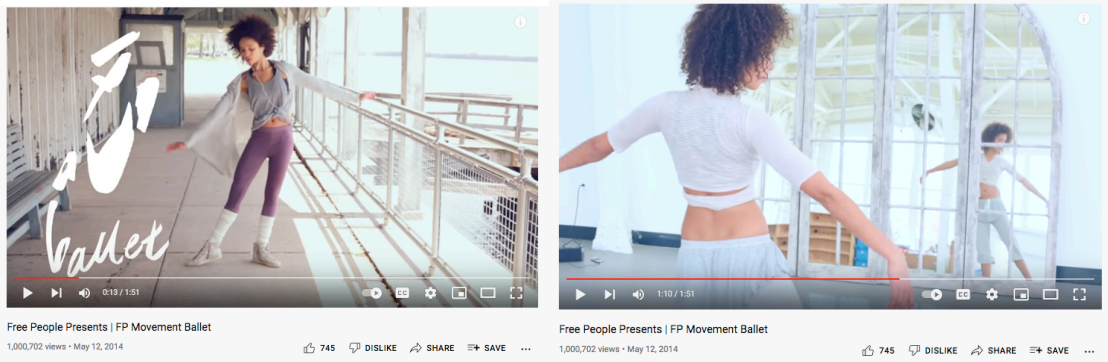 FP
ballet
0:13 / 1:51
CC
Free People Presents | FP Movement Ballet
1,000,702 views • May 12, 2014
745 DISLIKE SHARE SAVE ...
1:10 / 1:51
CC
Free People Presents | FP Movement Ballet
1,000,702 views • May 12, 2014
745 DISLIKE SHARE SAVE ...